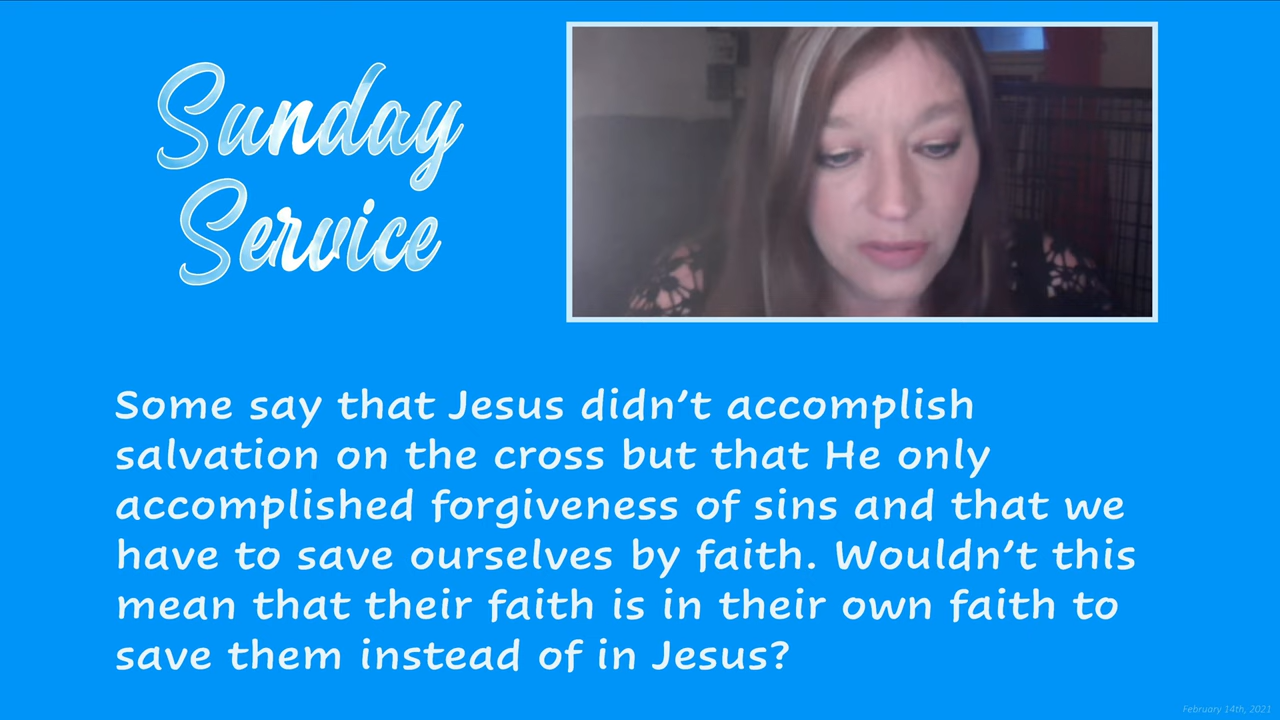 Sunday
Service
Some say that Jesus didn’t accomplish
salvation on the cross but that He only
accomplished forgiveness of sins and that we
have to save ourselves by faith. Wouldn’t this
mean that their faith is in their own faith to
save them instead of in Jesus?
February 14th, 2021